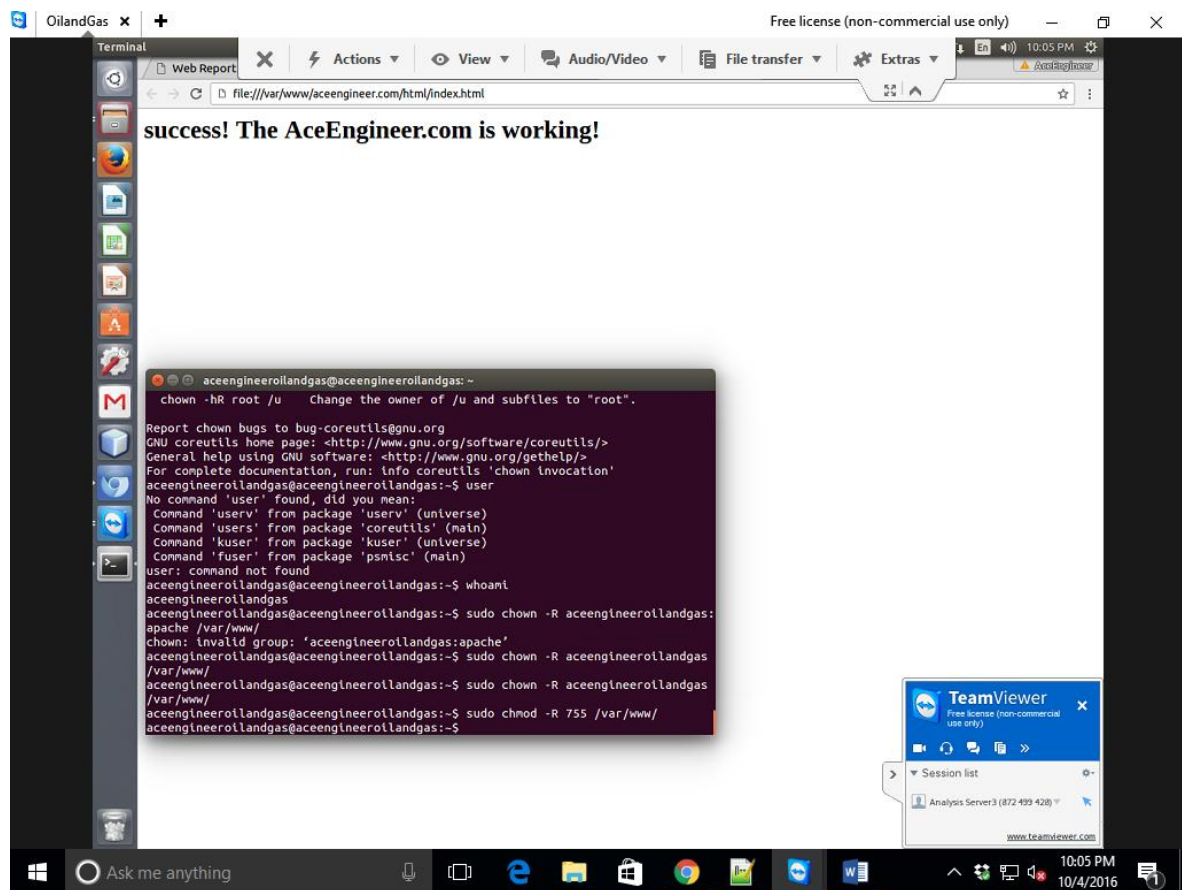 OilandGas
Free license (non-commercial use only)
Terminal
Actions
View
Audio/Video
File transfer
Extras
En
10:05 PM
Web Report
AceEngineer
file:///var/www/aceengineer.com/html/index.html
success! The AceEngineer.com is working!
aceengineeroilandgas@aceengineeroilandgas: ~
chown -hR root /u Change the owner of /u and subfiles to "root".
Report chown bugs to bug-coreutils@gnu.org
GNU coreutils home page: <http://www.gnu.org/software/coreutils/>
General help using GNU software: <http://www.gnu.org/gethelp/>
For complete documentation, run: info coreutils 'chown invocation'
aceengineeroilandgas@aceengineeroilandgas:~$ user
No command 'user' found, did you mean:
Command 'userv' from package 'userv' (universe)
Command 'users' from package 'coreutils' (main)
Command 'kuser' from package 'kuser' (universe)
Command 'fuser' from package 'psmisc' (main)
user: command not found
aceengineeroilandgas@aceengineeroilandgas:~$ whoami
aceengineeroilandgas
aceengineeroilandgas@aceengineeroilandgas:~$ sudo chown -R aceengineeroilandgas:
apache /var/www/
chown: invalid group: ‘aceengineeroilandgas:apache’
aceengineeroilandgas@aceengineeroilandgas:~$ sudo chown -R aceengineeroilandgas
/var/www/
aceengineeroilandgas@aceengineeroilandgas:~$ sudo chown -R aceengineeroilandgas
/var/www/
aceengineeroilandgas@aceengineeroilandgas:~$ sudo chmod -R 755 /var/www/
aceengineeroilandgas@aceengineeroilandgas:~$
TeamViewer
Free license (non-commercial
use only)
Session list
Analysis Server3 (872 499 428)
www.teamviewer.com
Ask me anything
10:05 PM
10/4/2016
1